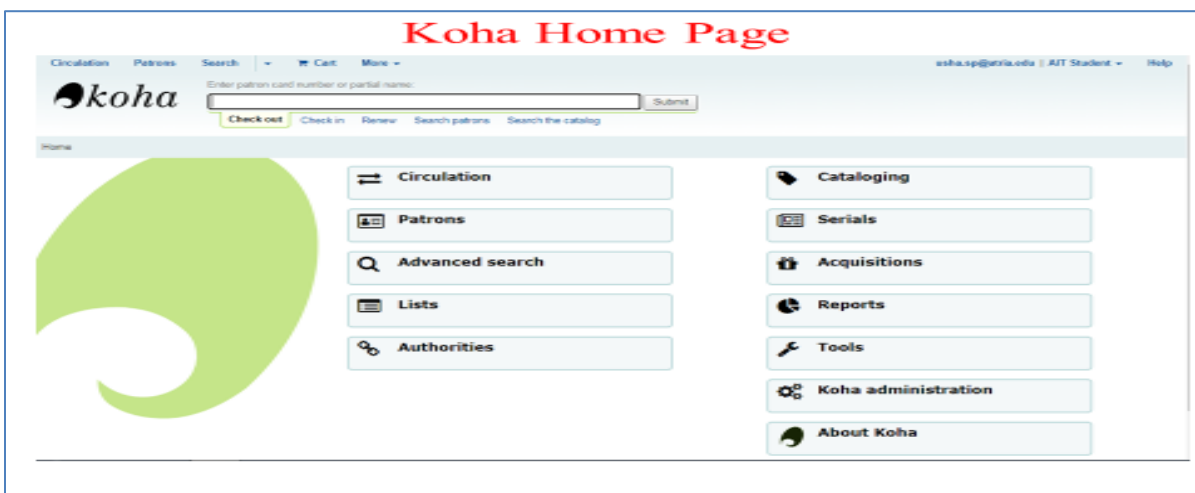 Koha Home Page
Circulation Patrons Search Cart More usha.sp@atria.edu | AIT Student Help
koha
Enter patron card number or partial name:
Submit
Check out Check in Renew Search patrons Search the catalog
Home
Circulation Cataloging
Patrons Serials
Advanced search Acquisitions
Lists Reports
Authorities Tools
Koha administration
About Koha